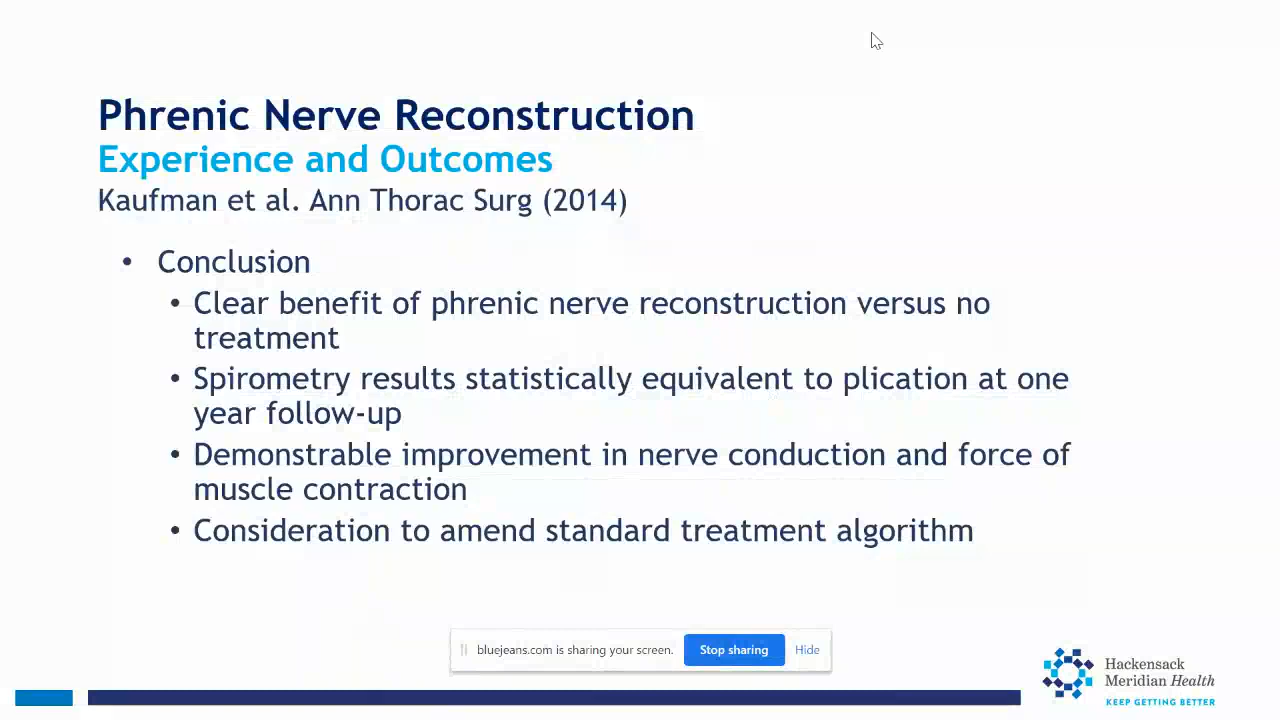 Phrenic Nerve Reconstruction
Experience and Outcomes
Kaufman et al. Ann Thorac Surg (2014)
• Conclusion
• Clear benefit of phrenic nerve reconstruction versus no
treatment
• Spirometry results statistically equivalent to plication at one
year follow-up
• Demonstrable improvement in nerve conduction and force of
muscle contraction
• Consideration to amend standard treatment algorithm
bluejeans.com is sharing your screen. Stop sharing Hide
Hackensack
Meridian Health
KEEP GETTING BETTER